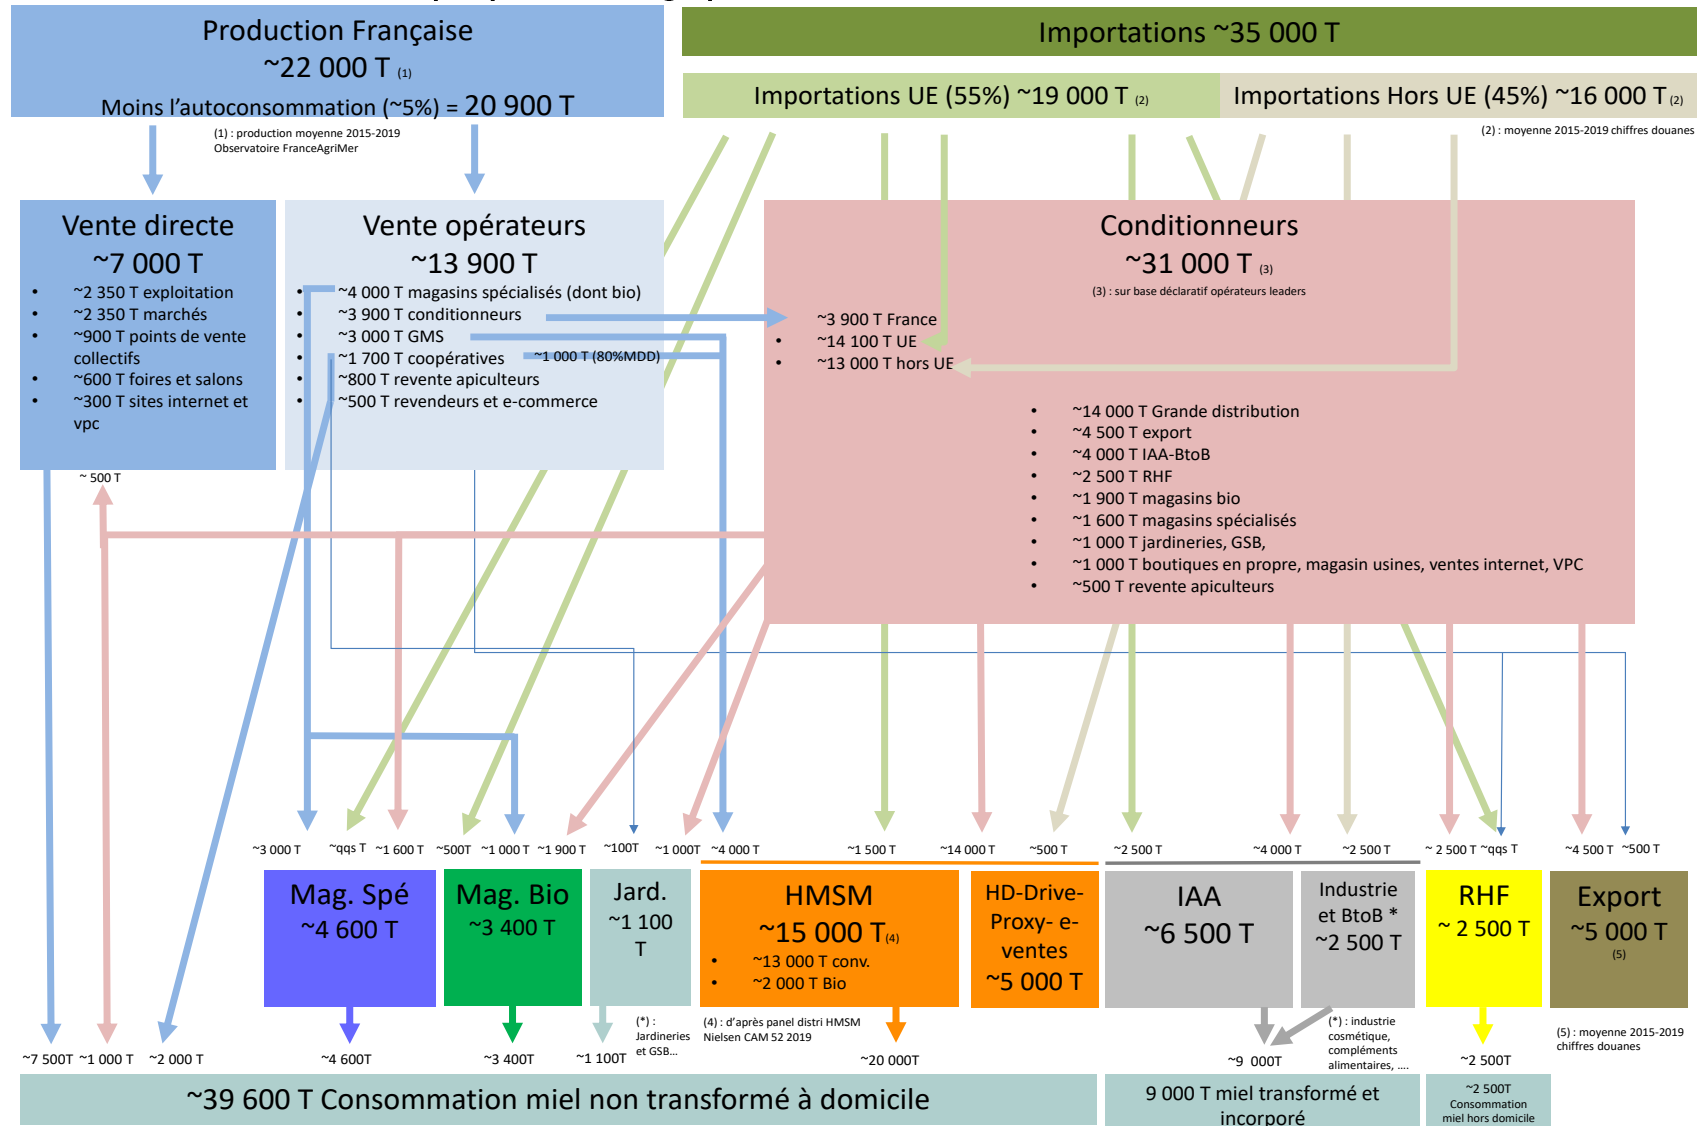 Production Française
~22 000 T (1)
Moins l'autoconsommation (~5%) = 20 900 T
(1) : production moyenne 2015-2019
Observatoire FranceAgriMer
Importations ~35 000 T
Importations UE (55%) ~19 000 T (2)
Importations Hors UE (45%) ~16 000 T (2)
(2) : moyenne 2015-2019 chiffres douanes
Vente directe
~7 000 T
• ~2 350 T exploitation
• ~2 350 T marchés
• ~900 T points de vente
collectifs
• ~600 T foires et salons
• ~300 T sites internet et
vpc
~ 500 T
Vente opérateurs
~13 900 T
• ~4 000 T magasins spécialisés (dont bio)
• ~3 900 T conditionneurs
• ~3 000 T GMS
• ~1 700 T coopératives ~1 000 T (80%MDD)
• ~800 T revente apiculteurs
• ~500 T revendeurs et e-commerce
Conditionneurs
~31 000 T (3)
(3) : sur base déclaratif opérateurs leaders
• ~3 900 T France
• ~14 100 T UE
• ~13 000 T hors UE
• ~14 000 T Grande distribution
• ~4 500 T export
• ~4 000 T IAA-BtoB
• ~2 500 T RHF
• ~1 900 T magasins bio
• ~1 600 T magasins spécialisés
• ~1 000 T jardineries, GSB,
• ~1 000 T boutiques en propre, magasin usines, ventes internet, VPC
• ~500 T revente apiculteurs
~3 000 T ~qqs T ~1 600 T ~500T ~1 000 T ~1 900 T ~100T ~1 000T ~4 000 T ~1 500 T ~14 000 T ~500 T ~2 500 T ~4 000 T ~2 500 T ~ 2 500 T ~qqs T ~4 500 T ~500 T
Mag. Spé
~4 600 T
Mag. Bio
~3 400 T
Jard.
~1 100
T
HMSM
~15 000 T(4)
• ~13 000 T conv.
• ~2 000 T Bio
HD-Drive-
Proxy- e-
ventes
~5 000 T
IAA
~6 500 T
Industrie
et BtoB *
~2 500 T
RHF
~ 2 500 T
Export
~5 000 T
(5)
(*) :
Jardineries
et GSB...
(4) : d'après panel distri HMSM
Nielsen CAM 52 2019
(*) : industrie
cosmétique,
compléments
alimentaires, ….
(5) : moyenne 2015-2019
chiffres douanes
~7 500T ~1 000 T ~2 000 T ~4 600T ~3 400T ~1 100T ~20 000T ~9 000T ~2 500T
~39 600 T Consommation miel non transformé à domicile
9 000 T miel transformé et
incorporé
~2 500T
Consommation
miel hors domicile